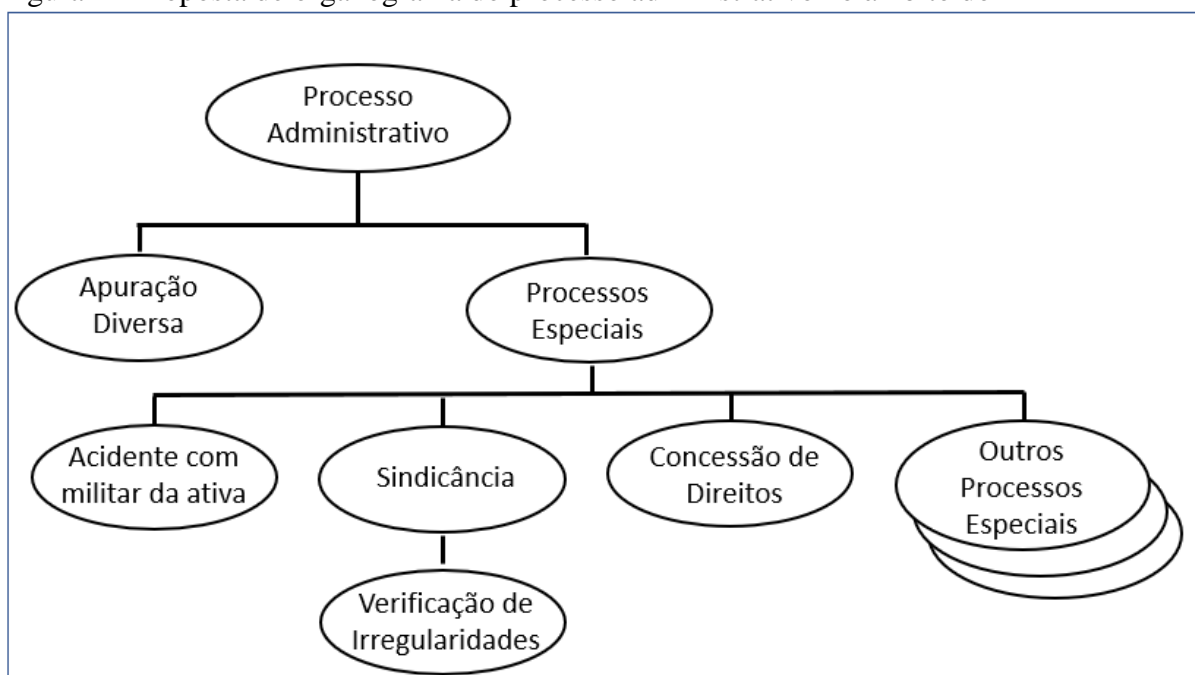 Processo
Administrativo
Apuração
Diversa
Processos
Especiais
Acidente com
militar da ativa
Sindicância
Concessão de
Direitos
Outros
Processos
Especiais
Verificação de
Irregularidades